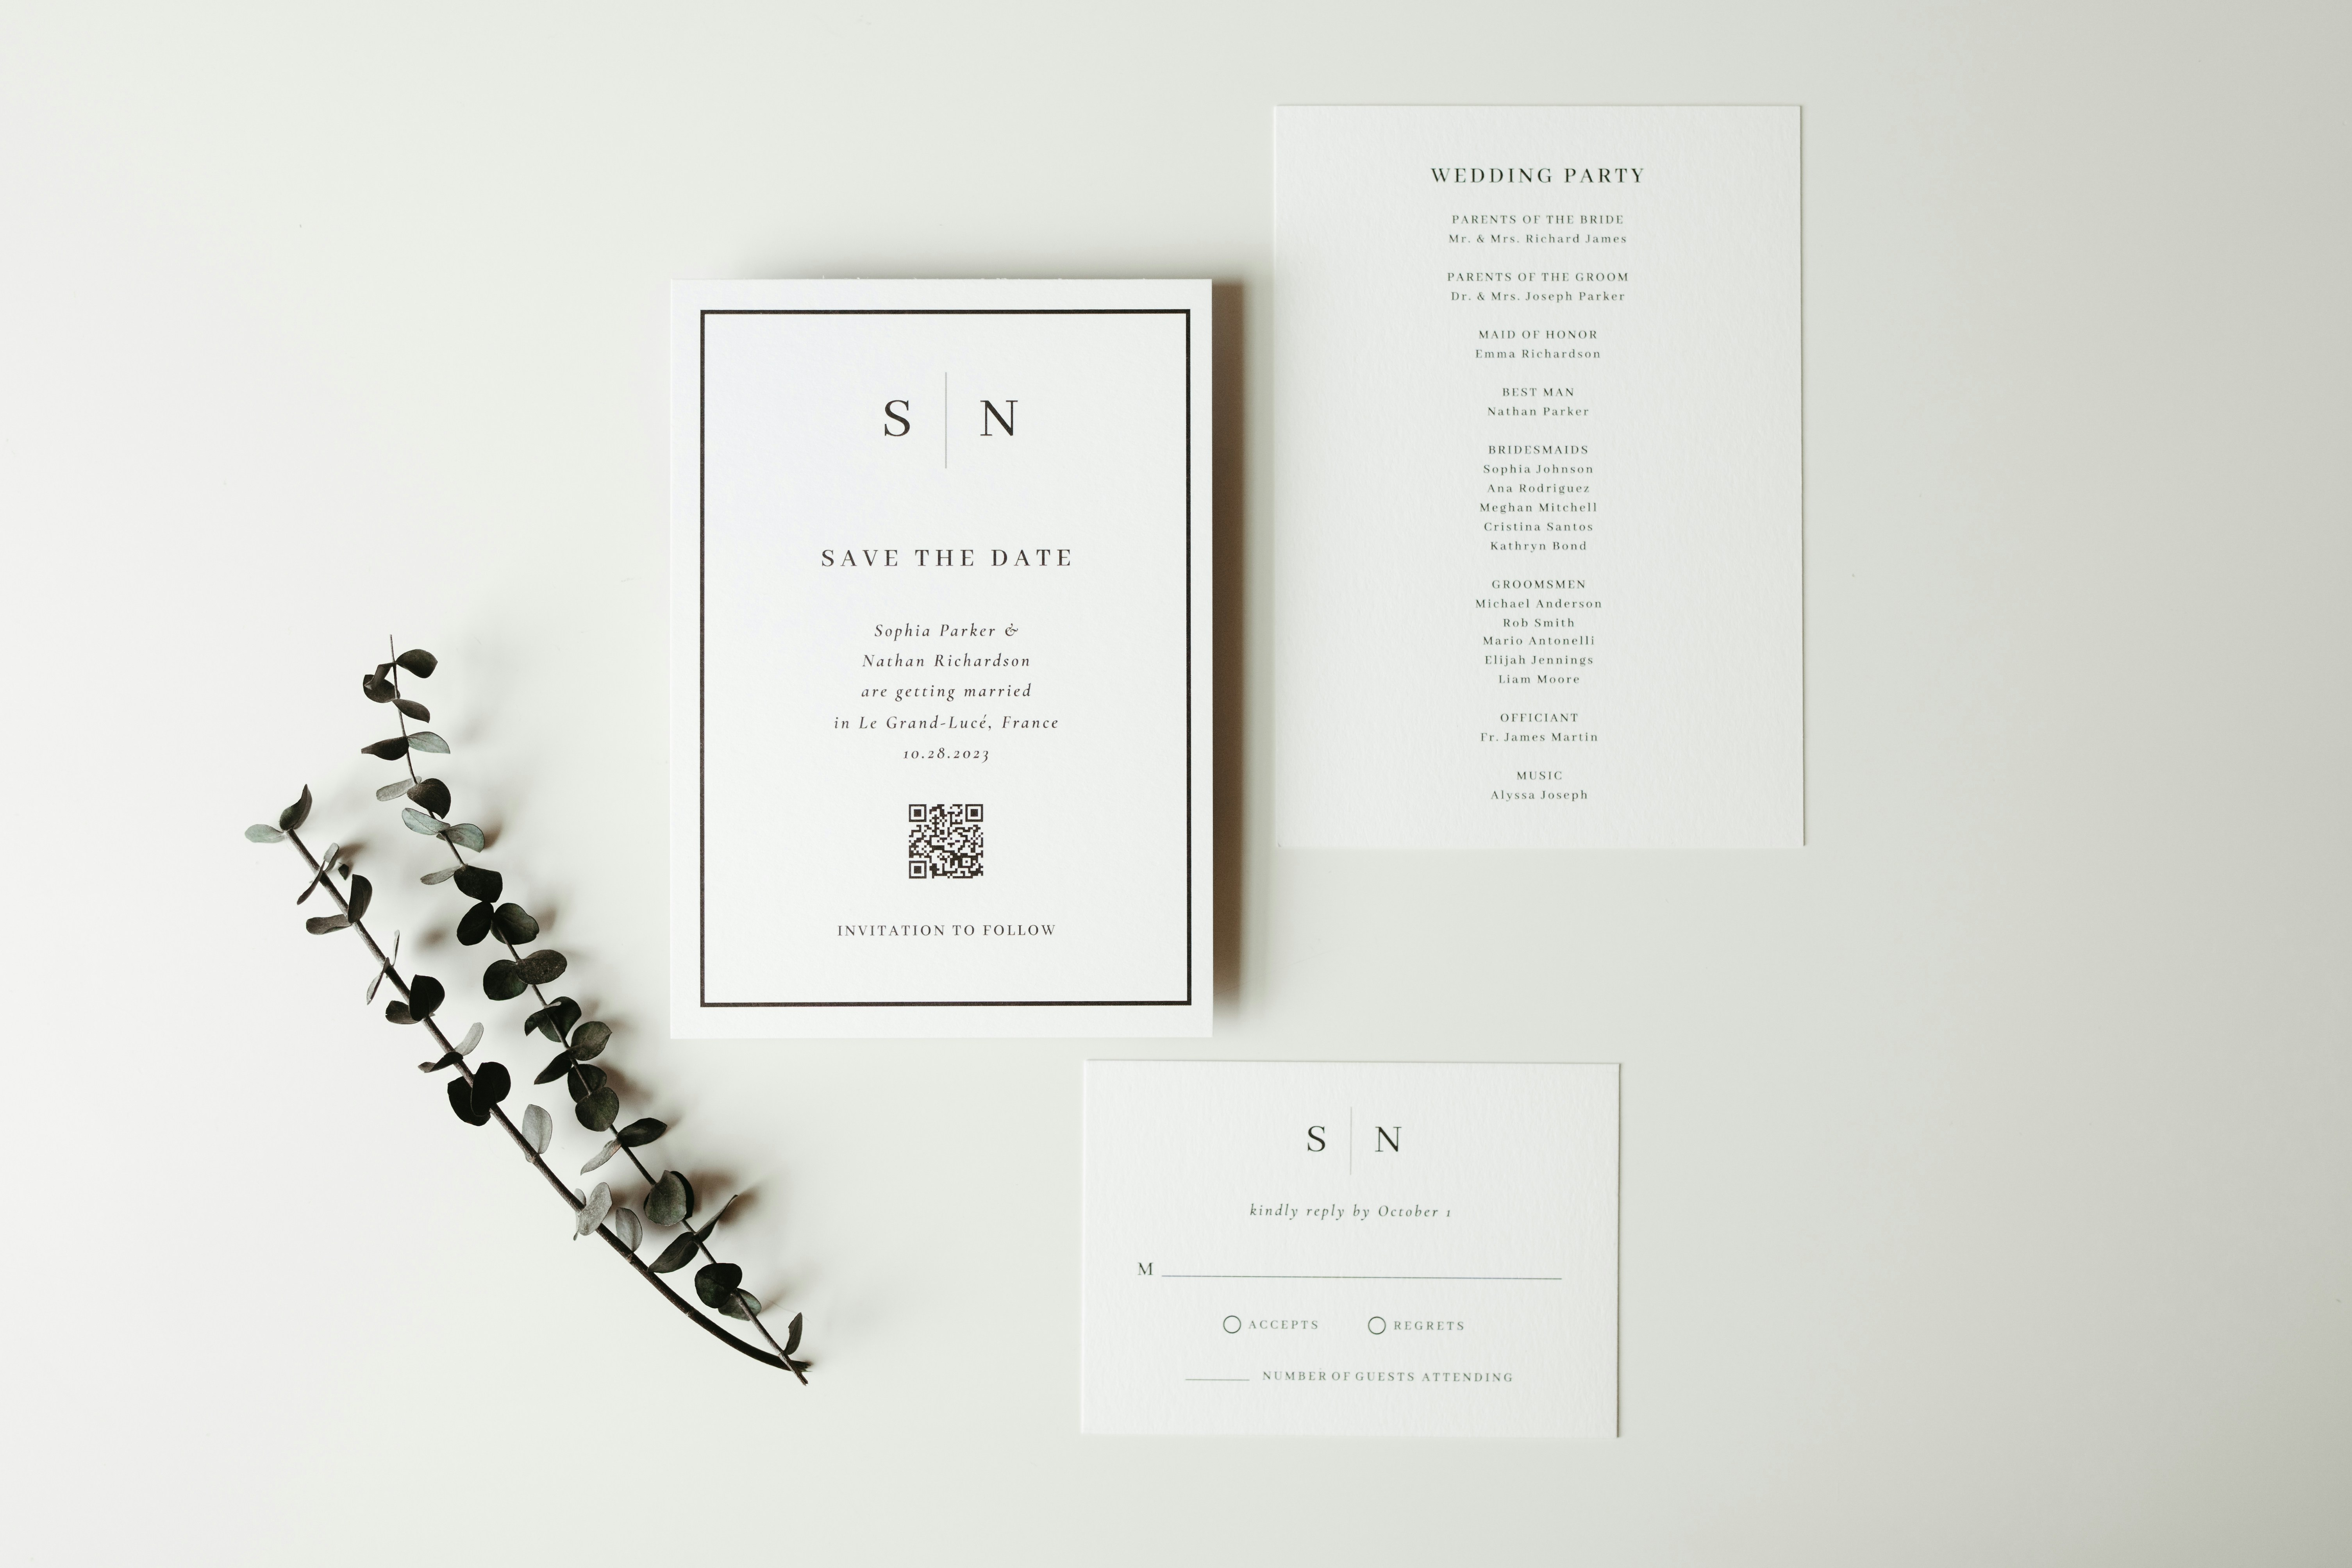 S N
SAVE THE DATE
Sophia Parker &
Nathan Richardson
are getting married
in Le Grand-Lucé, France
10.28.2023
INVITATION TO FOLLOW
WEDDING PARTY
PARENTS OF THE BRIDE
Mr. & Mrs. Richard James
PARENTS OF THE GROOM
Dr. & Mrs. Joseph Parker
MAID OF HONOR
Emma Richardson
BEST MAN
Nathan Parker
BRIDESMAIDS
Sophia Johnson
Ana Rodriguez
Meghan Mitchell
Cristina Santos
Kathryn Bond
GROOMSMEN
Michael Anderson
Rob Smith
Mario Antonelli
Elijah Jennings
Liam Moore
OFFICIANT
Fr. James Martin
MUSIC
Alyssa Joseph
S N
kindly reply by October 1
M
ACCEPTS REGRETS
NUMBER OF GUESTS ATTENDING